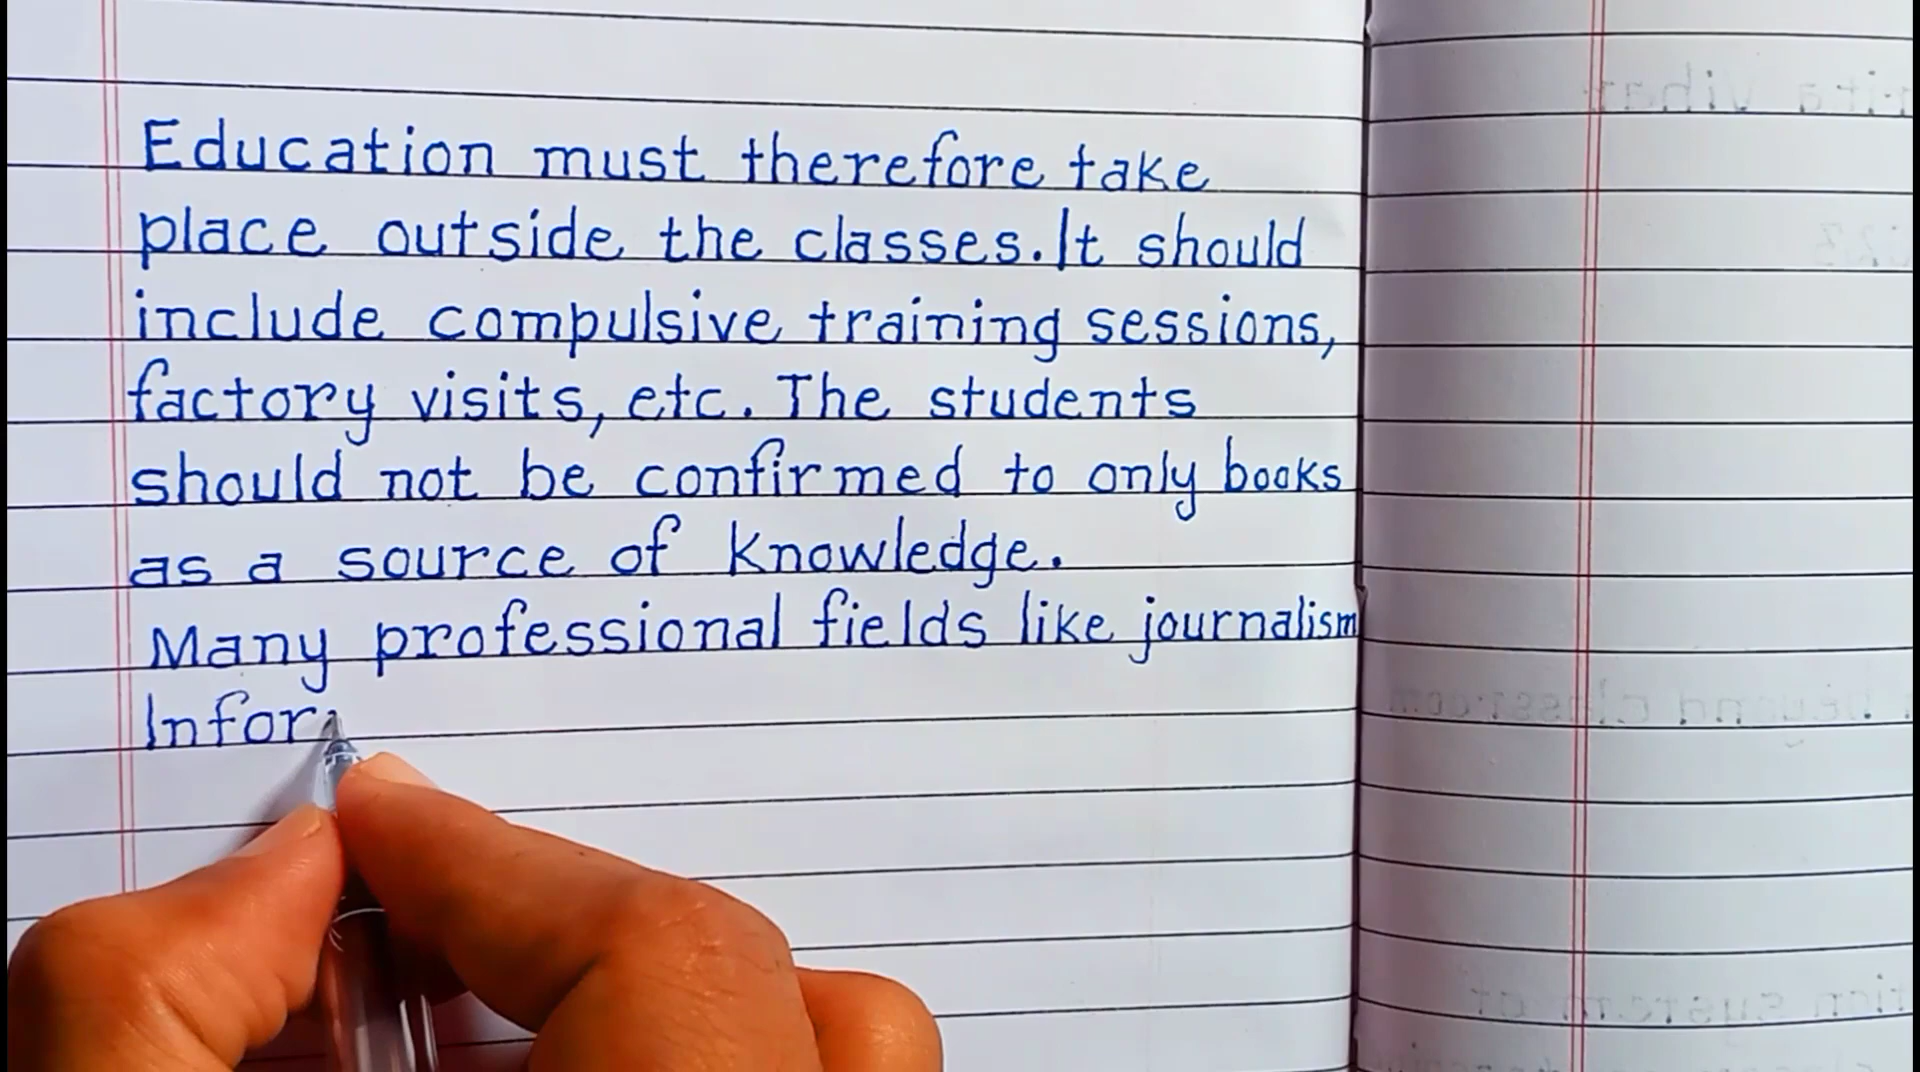 Education must therefore take
place outside the classes. It should
include compulsive training sessions,
factory visits, etc. The students
should not be confirmed to only books
as a source of knowledge.
Many professional fields like journalism
Infor